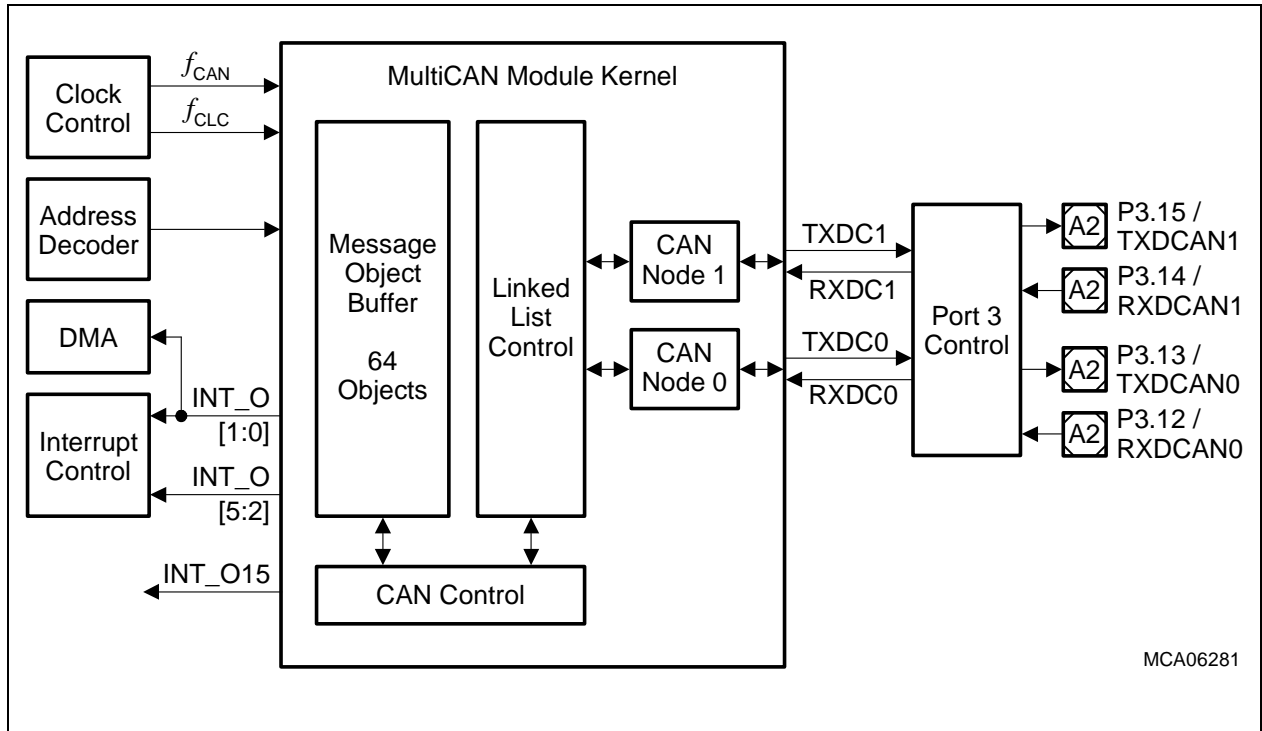 MultiCAN Module Kernel
Clock
Control
fCAN
fCLC
Address
Decoder
DMA
Interrupt
Control
INT_O
[1:0]
INT_O
[5:2]
INT_O15
Message
Object
Buffer
64
Objects
Linked
List
Control
CAN Control
CAN
Node 1
CAN
Node 0
TXDC1
RXDC1
TXDC0
RXDC0
Port 3
Control
A2
P3.15 /
TXDCAN1
A2
P3.14 /
RXDCAN1
A2
P3.13 /
TXDCAN0
A2
P3.12 /
RXDCAN0
MCA06281